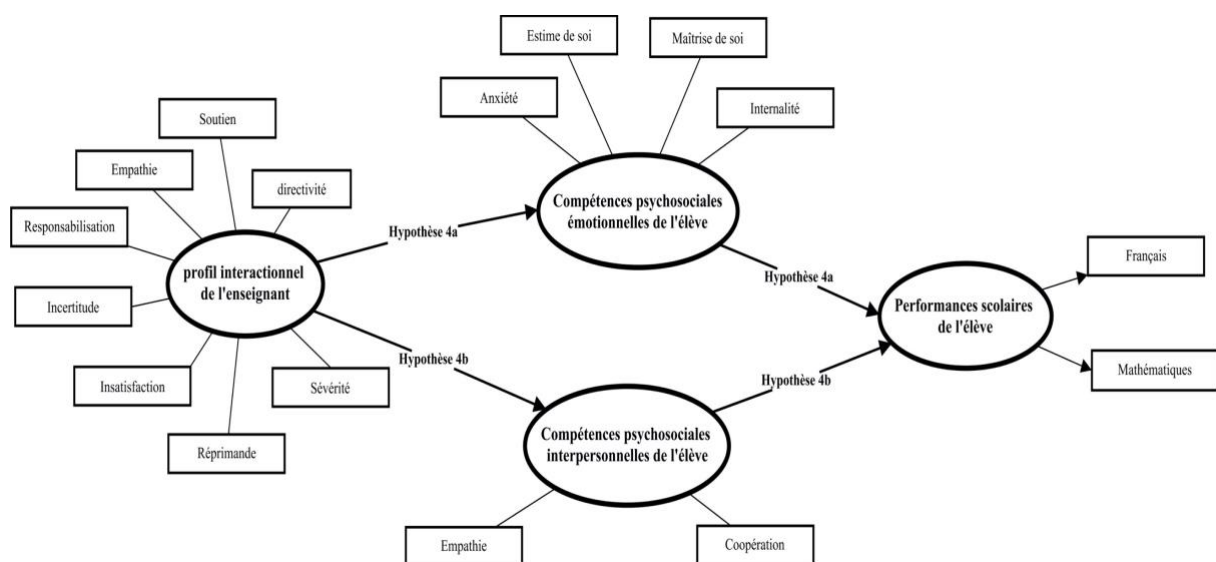 Estime de soi
Maîtrise de soi
Anxiété
Internalité
Soutien
Empathie
directivité
Responsabilisation
Compétences psychosociales
émotionnelles de l'élève
Hypothèse 4a
profil interactionnel
de l'enseignant
Hypothèse 4a
Français
Incertitude
Performances scolaires
de l'élève
Hypothèse 4b
Hypothèse 4b
Insatisfaction
Sévérité
Mathématiques
Réprimande
Compétences psychosociales
interpersonnelles de l'élève
Empathie
Coopération